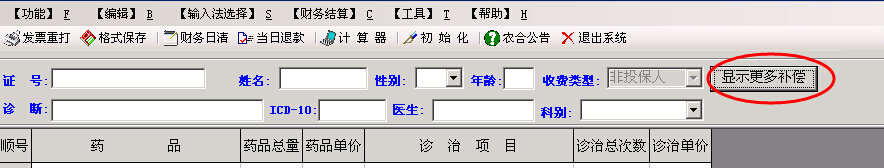 【功能】 F 【编辑】 B 【输入法选择】 S 【财务结算】 C 【工具】 T 【帮助】 H
发票重打 格式保存 财务日清 当日退款 计 算 器 初 始 化 农合公告 退出系统
证 号: 姓名: 性别: 年龄: 收费类型: 非投保人 显示更多补偿
诊 断: ICD-10: 医生: 科别:
顺号 药 品 药品总量 药品单价 诊 治 项 目 诊治总次数 诊治单价